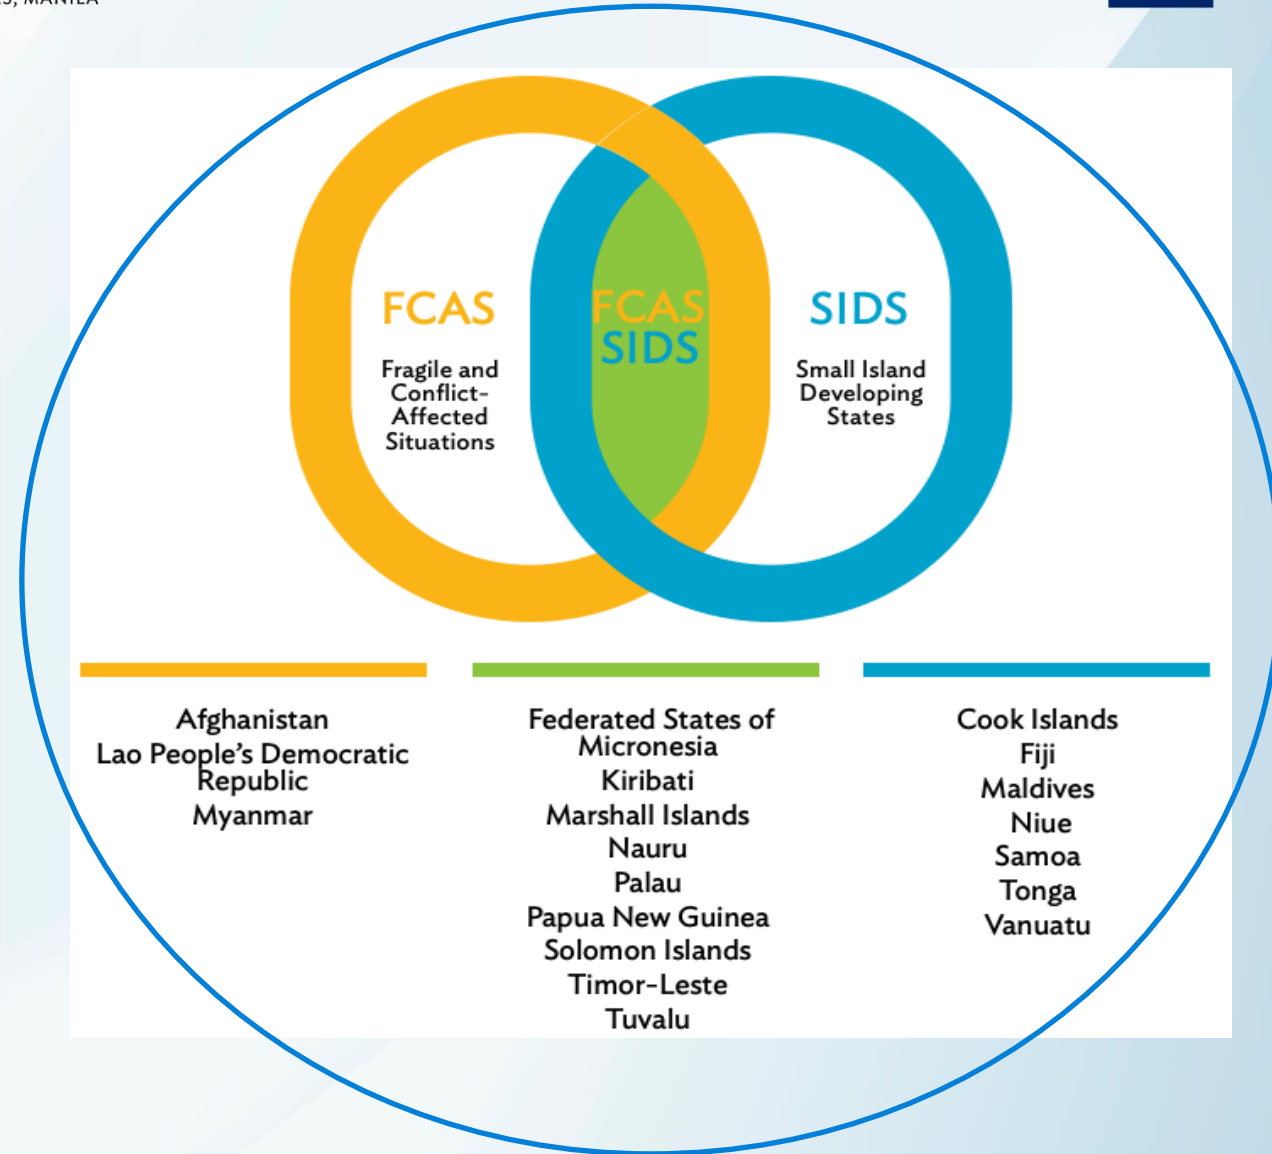 MANILA
FCAS
Fragile and
Conflict-
Affected
Situations
FCAS
SIDS
SIDS
Small Island
Developing
States
Afghanistan
Lao People's Democratic
Republic
Myanmar
Federated States of
Micronesia
Kiribati
Marshall Islands
Nauru
Palau
Papua New Guinea
Solomon Islands
Timor-Leste
Tuvalu
Cook Islands
Fiji
Maldives
Niue
Samoa
Tonga
Vanuatu